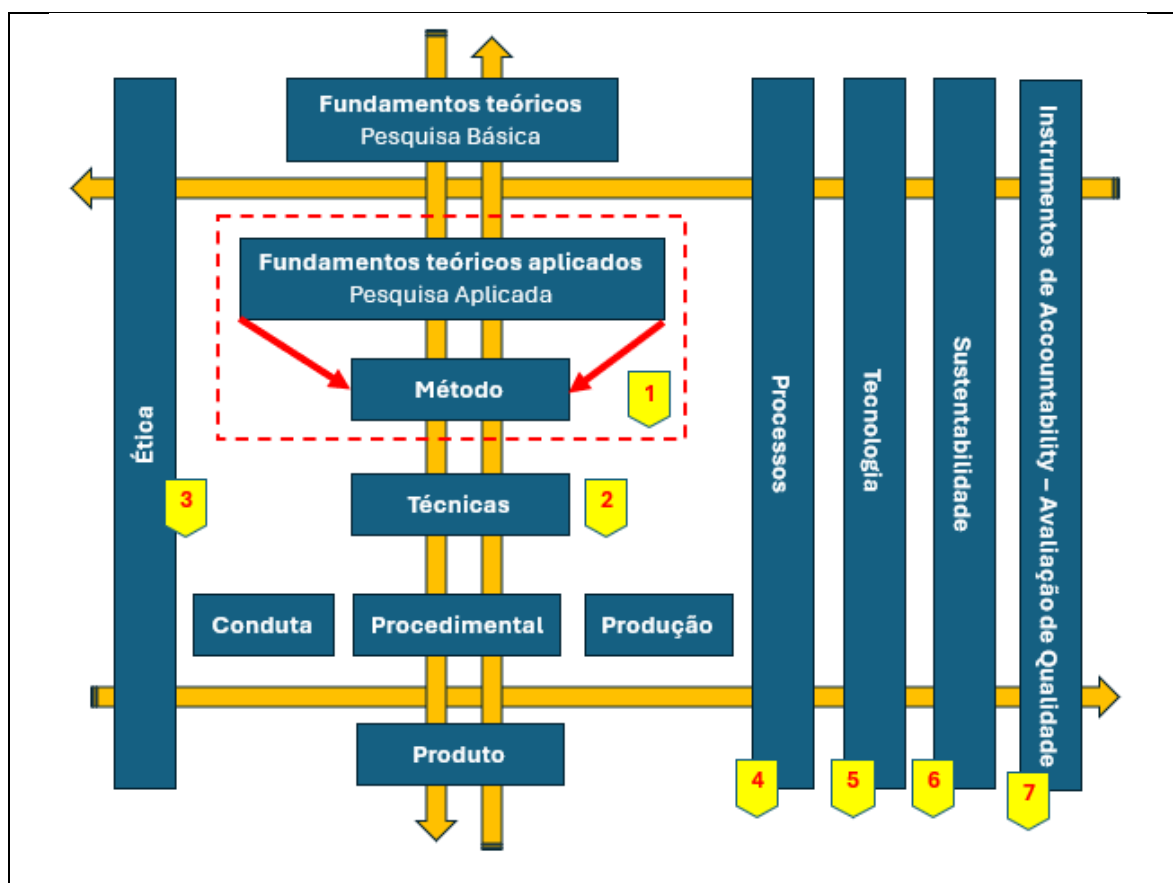 Fundamentos teóricos
Pesquisa Básica
Fundamentos teóricos aplicados
Pesquisa Aplicada
Método
1
Ética
3
Técnicas
2
Conduta
Procedimental
Produção
Produto
Processos
4
Tecnologia
5
Sustentabilidade
6
Instrumentos de Accountability – Avaliação de Qualidade
7